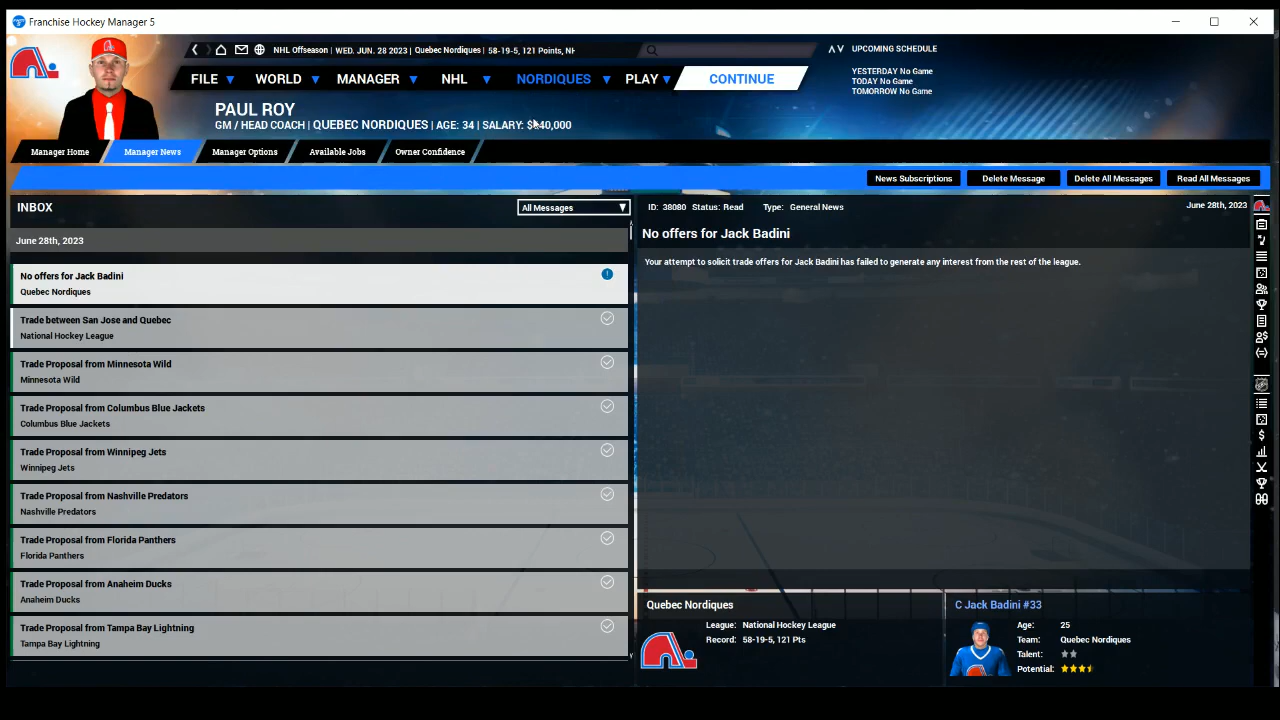 Franchise Hockey Manager 5
NHL Offseason | WED. JUN. 28 2023 | Quebec Nordiques | 58-19-5, 121 Points, NH
UPCOMING SCHEDULE
YESTERDAY No Game
TODAY No Game
TOMORROW No Game
FILE WORLD MANAGER NHL NORDIQUES PLAY CONTINUE
PAUL ROY
GM / HEAD COACH | QUEBEC NORDIQUES | AGE: 34 | SALARY:
Manager Home Manager News Manager Options Available Jobs Owner Confidence
News Subscriptions Delete Message Delete All Messages Read All Messages
INBOX
All Messages
June 28th, 2023
No offers for Jack Badini
Quebec Nordiques
Trade between San Jose and Quebec
National Hockey League
Trade Proposal from Minnesota Wild
Minnesota Wild
Trade Proposal from Columbus Blue Jackets
Columbus Blue Jackets
Trade Proposal from Winnipeg Jets
Winnipeg Jets
Trade Proposal from Nashville Predators
Nashville Predators
Trade Proposal from Florida Panthers
Florida Panthers
Trade Proposal from Anaheim Ducks
Anaheim Ducks
Trade Proposal from Tampa Bay Lightning
Tampa Bay Lightning
ID: 38080 Status: Read Type: General News June 28th, 2023
No offers for Jack Badini
Your attempt to solicit trade offers for Jack Badini has failed to generate any interest from the rest of the league.
Quebec Nordiques
League: National Hockey League
Record: 58-19-5, 121 Pts
C Jack Badini #33
Age: 25
Team: Quebec Nordiques
Talent:
Potential: